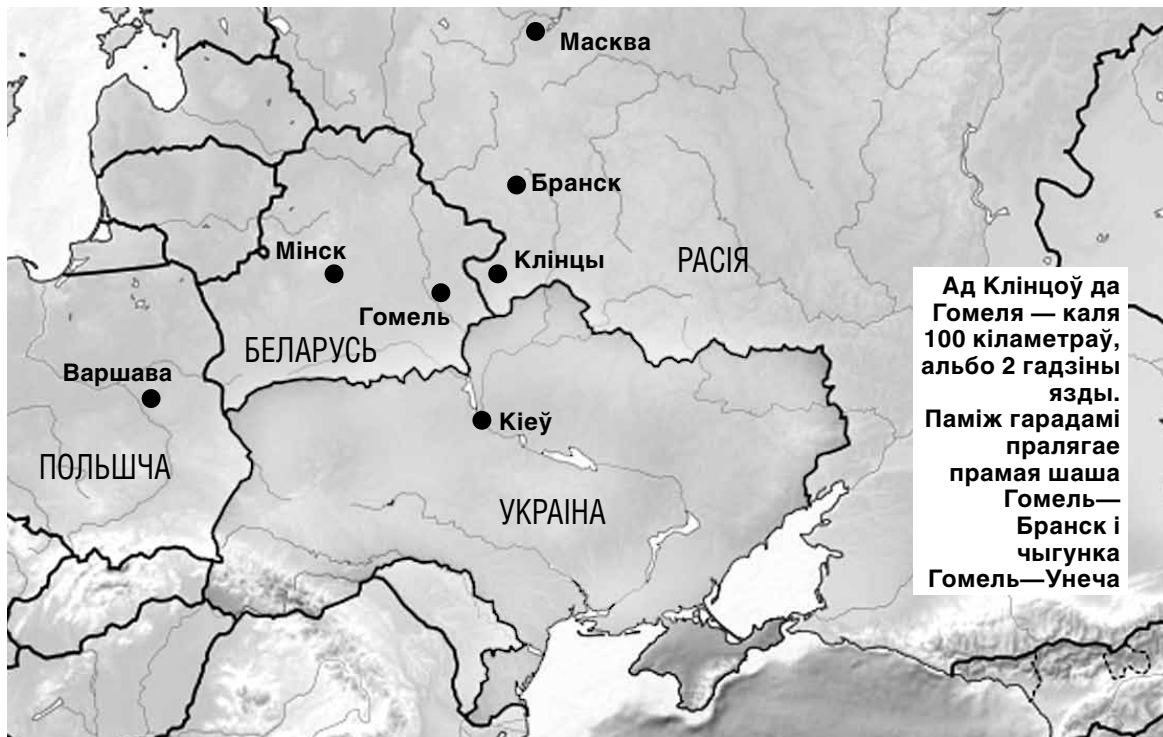 Масква
Бранск
Мінск
Клінцы
РАСІЯ
Гомель
БЕЛАРУСЬ
Варшава
Кіеў
ПОЛЬШЧА
УКРАІНА
Ад Клінцоў да
Гомеля — каля
100 кіламетраў,
альбо 2 гадзіны
язды.
Паміж гарадамі
пралягае
прамая шаша
Гомель—
Бранск і
чыгунка
Гомель—Унеча